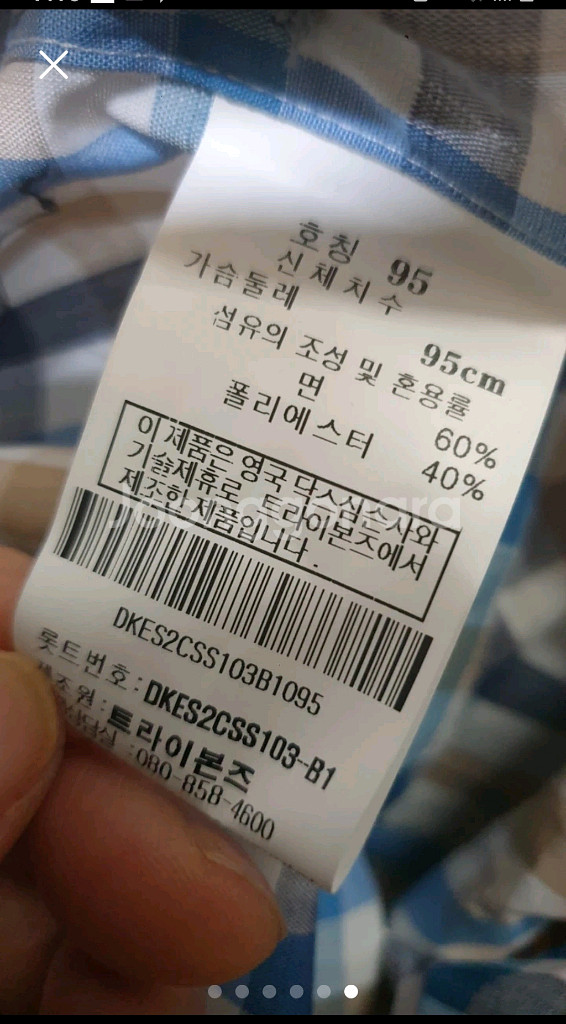 호칭 95
신체치수
가슴둘레 95cm
섬유의 조성 및 혼용률
면 60%
폴리에스터 40%
이 제품은 영국 닥스심슨사와
기술제휴로 트라이본즈에서
제조한 제품입니다.
DKES2CSS103B1095
롯트번호 : DKES2CSS103-B1
제조원 : 트라이본즈
: 080-858-4600